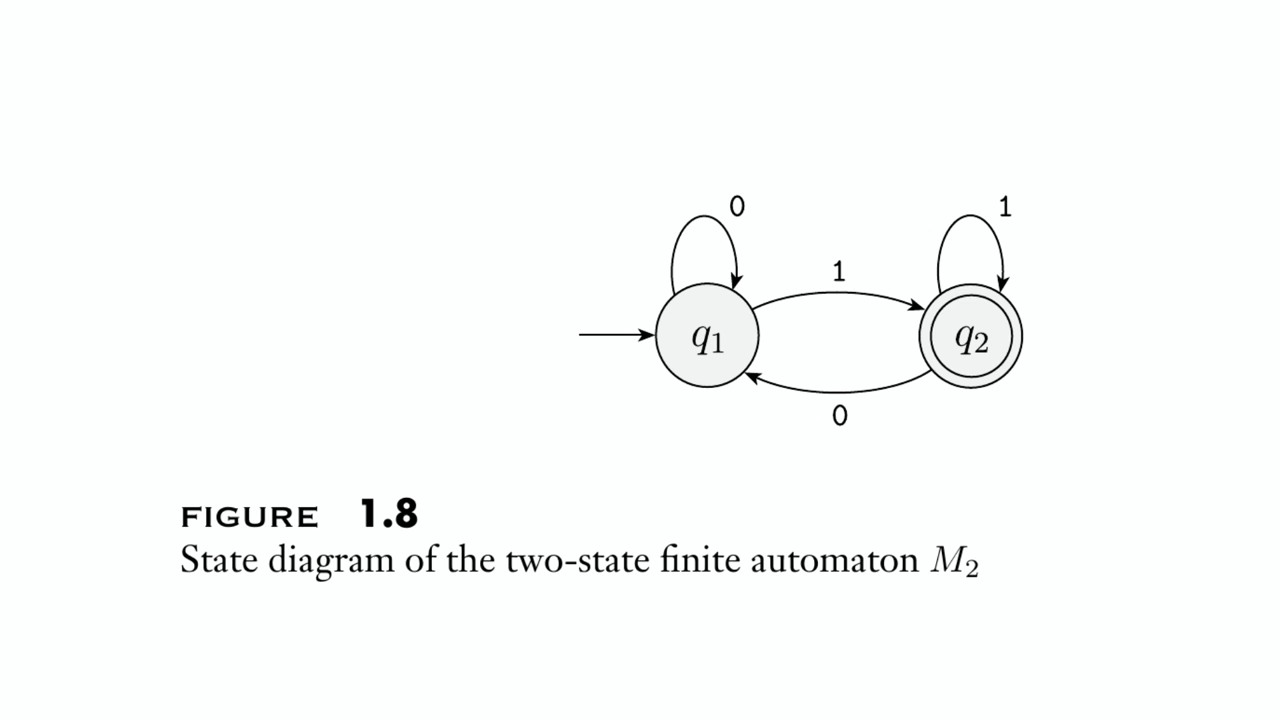 0 1
1
q₁ q₂
0
FIGURE 1.8
State diagram of the two-state finite automaton M₂